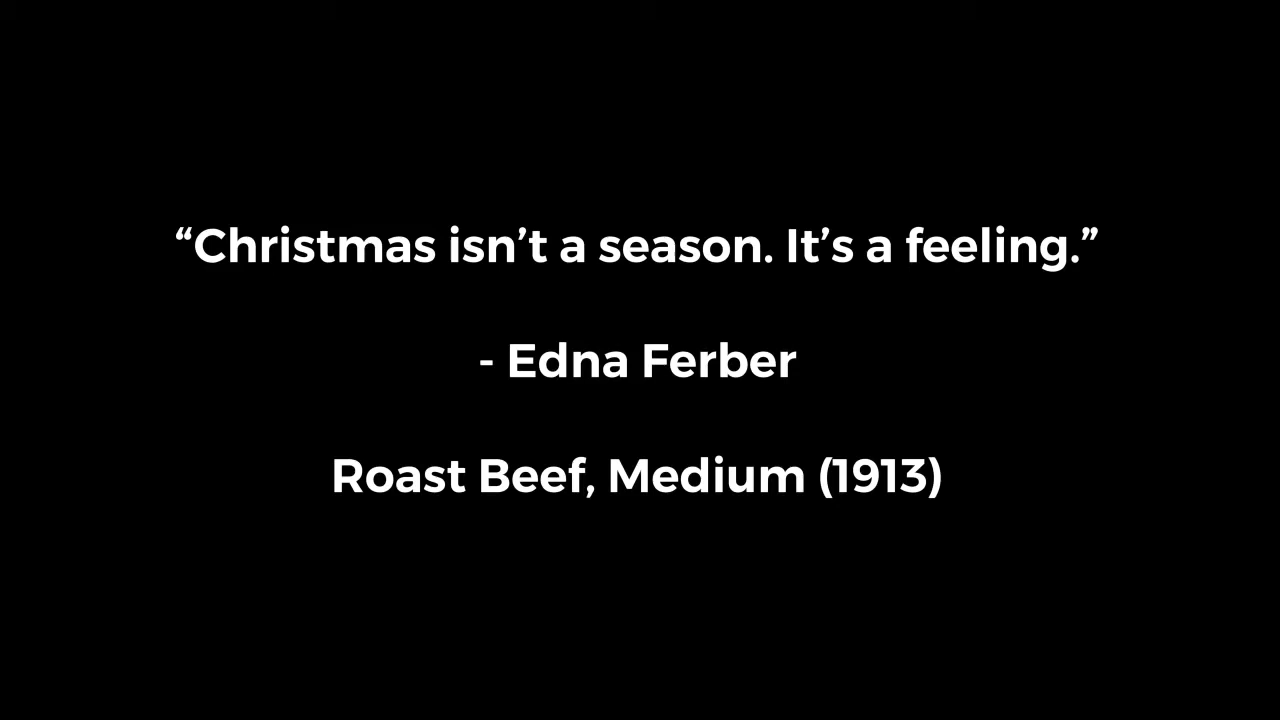 “Christmas isn’t a season. It’s a feeling.”
- Edna Ferber
Roast Beef, Medium (1913)